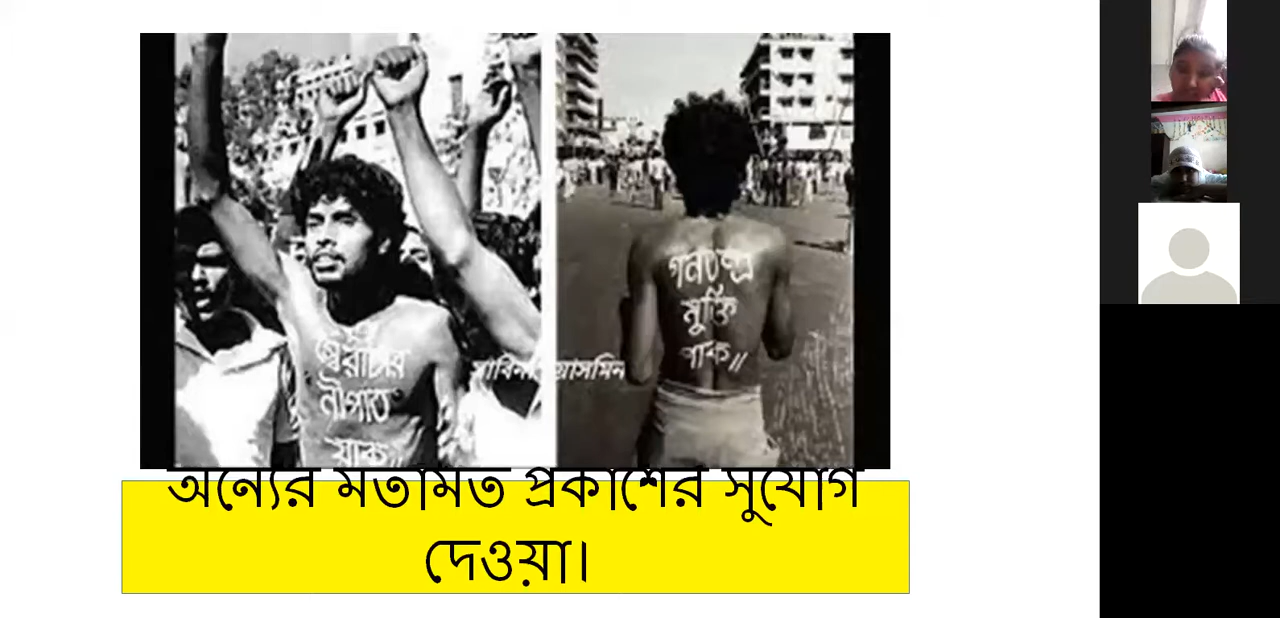 স্বৈরাচার
নীপাত
যাক॥
গনতন্ত্র
মুক্তি
পাক॥
অন্যের মতামত প্রকাশের সুযোগ
দেওয়া।